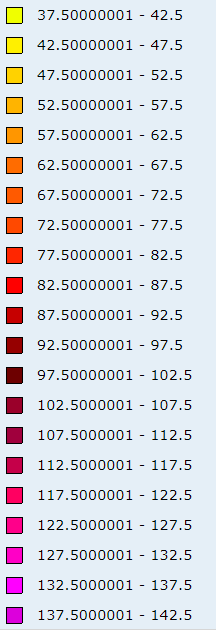 37.50000001 - 42.5
42.50000001 - 47.5
47.50000001 - 52.5
52.50000001 - 57.5
57.50000001 - 62.5
62.50000001 - 67.5
67.50000001 - 72.5
72.50000001 - 77.5
77.50000001 - 82.5
82.50000001 - 87.5
87.50000001 - 92.5
92.50000001 - 97.5
97.50000001 - 102.5
102.5000001 - 107.5
107.5000001 - 112.5
112.5000001 - 117.5
117.5000001 - 122.5
122.5000001 - 127.5
127.5000001 - 132.5
132.5000001 - 137.5
137.5000001 - 142.5